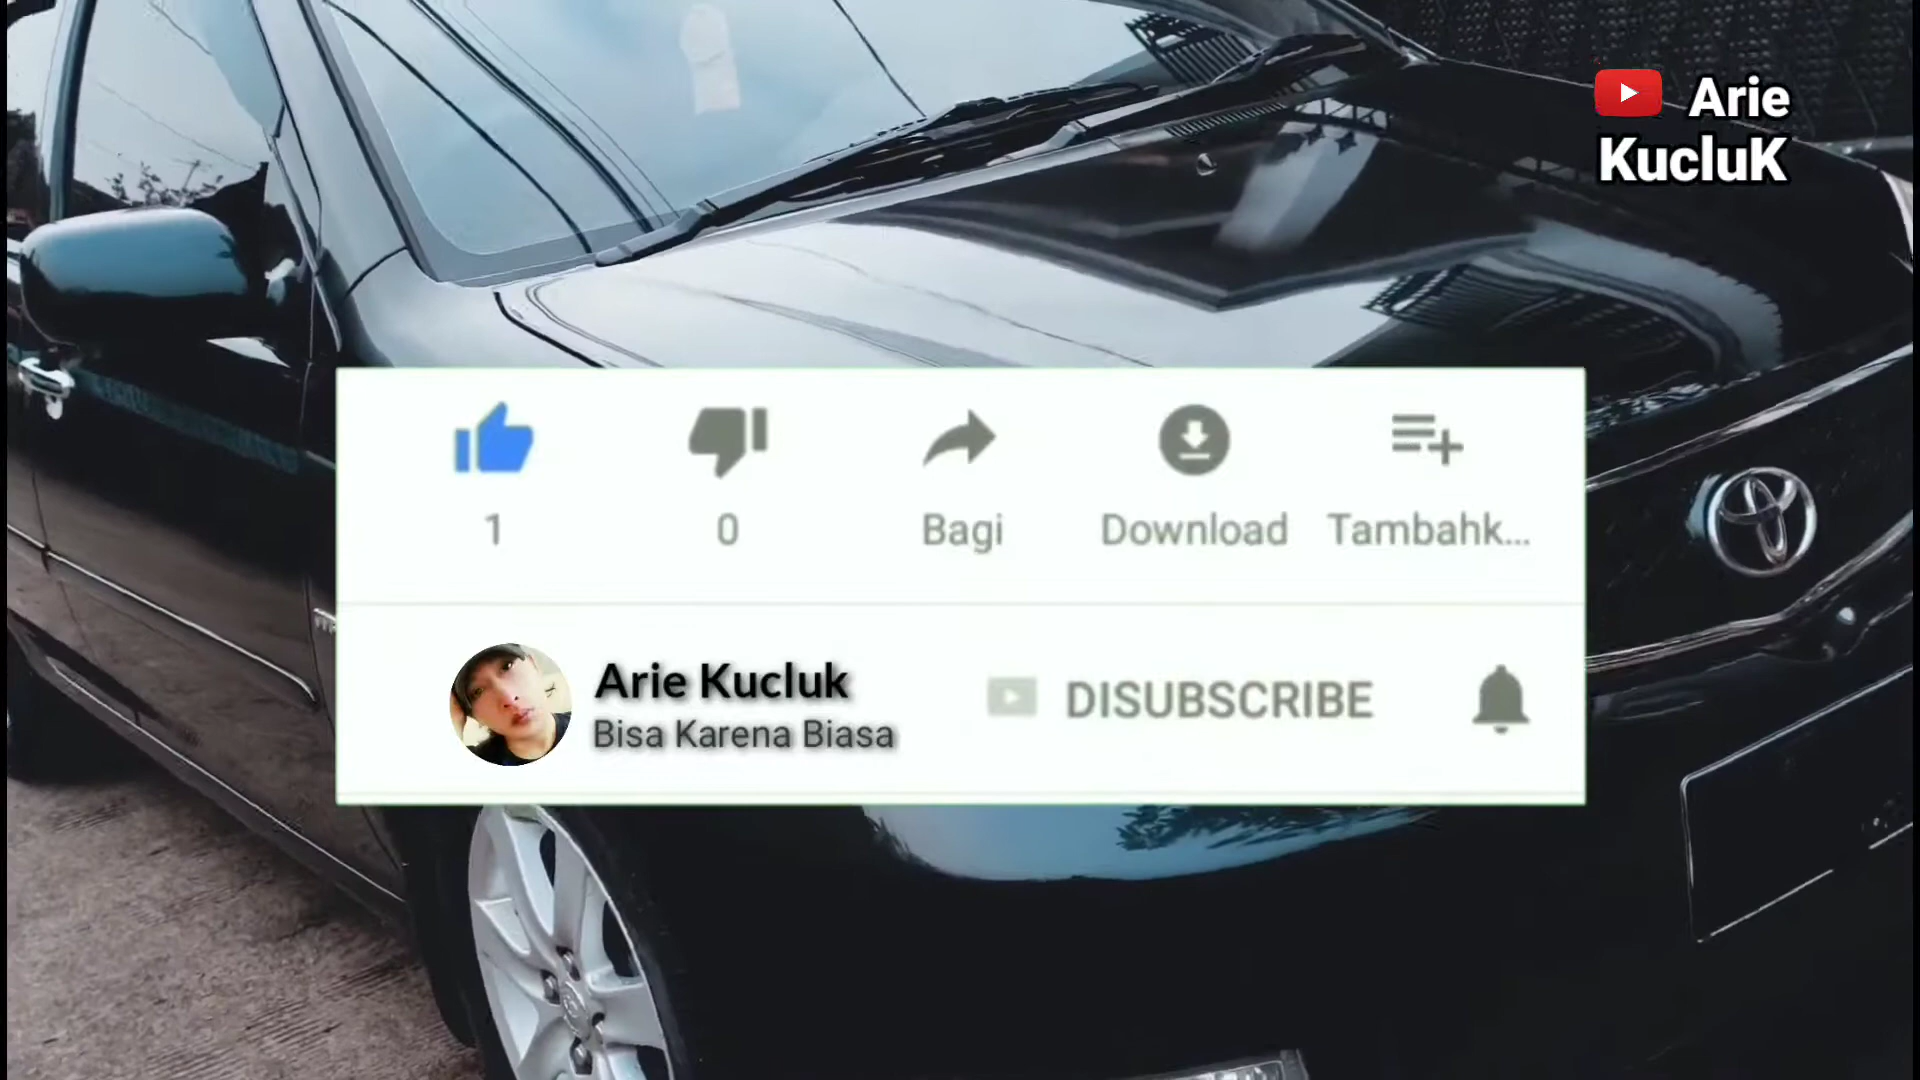 Arie
KucluK
1
0
Bagi
Download
Tambahk...
Arie Kucluk
Bisa Karena Biasa
DISUBSCRIBE